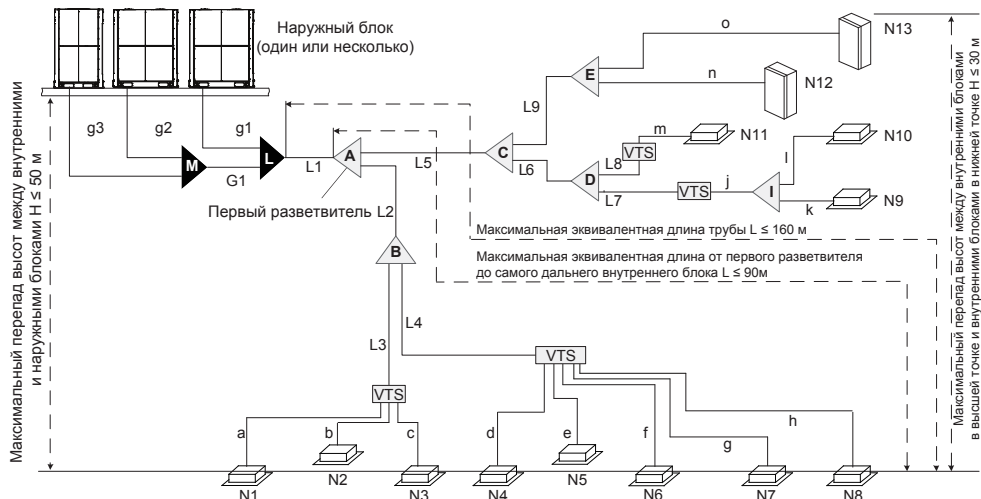 Наружный блок
(один или несколько)
Максимальный перепад высот между внутренними
и наружными блоками H ≤ 50 м
g3
g2
g1
M
L
G1
L1
A
L5
Первый разветвитель
L2
B
C
L9
L6
E
o
n
N13
N12
D
L8
VTS
m
N11
L7
VTS
j
I
l
N10
k
N9
Максимальная эквивалентная длина трубы L ≤ 160 м
Максимальная эквивалентная длина от первого разветвителя
до самого дальнего внутреннего блока L ≤ 90м
Максимальный перепад высот между внутренними блоками
в высшей точке и внутренними блоками в нижней точке H ≤ 30 м
L3
L4
VTS
VTS
a
b
c
d
e
f
g
h
N1
N2
N3
N4
N5
N6
N7
N8